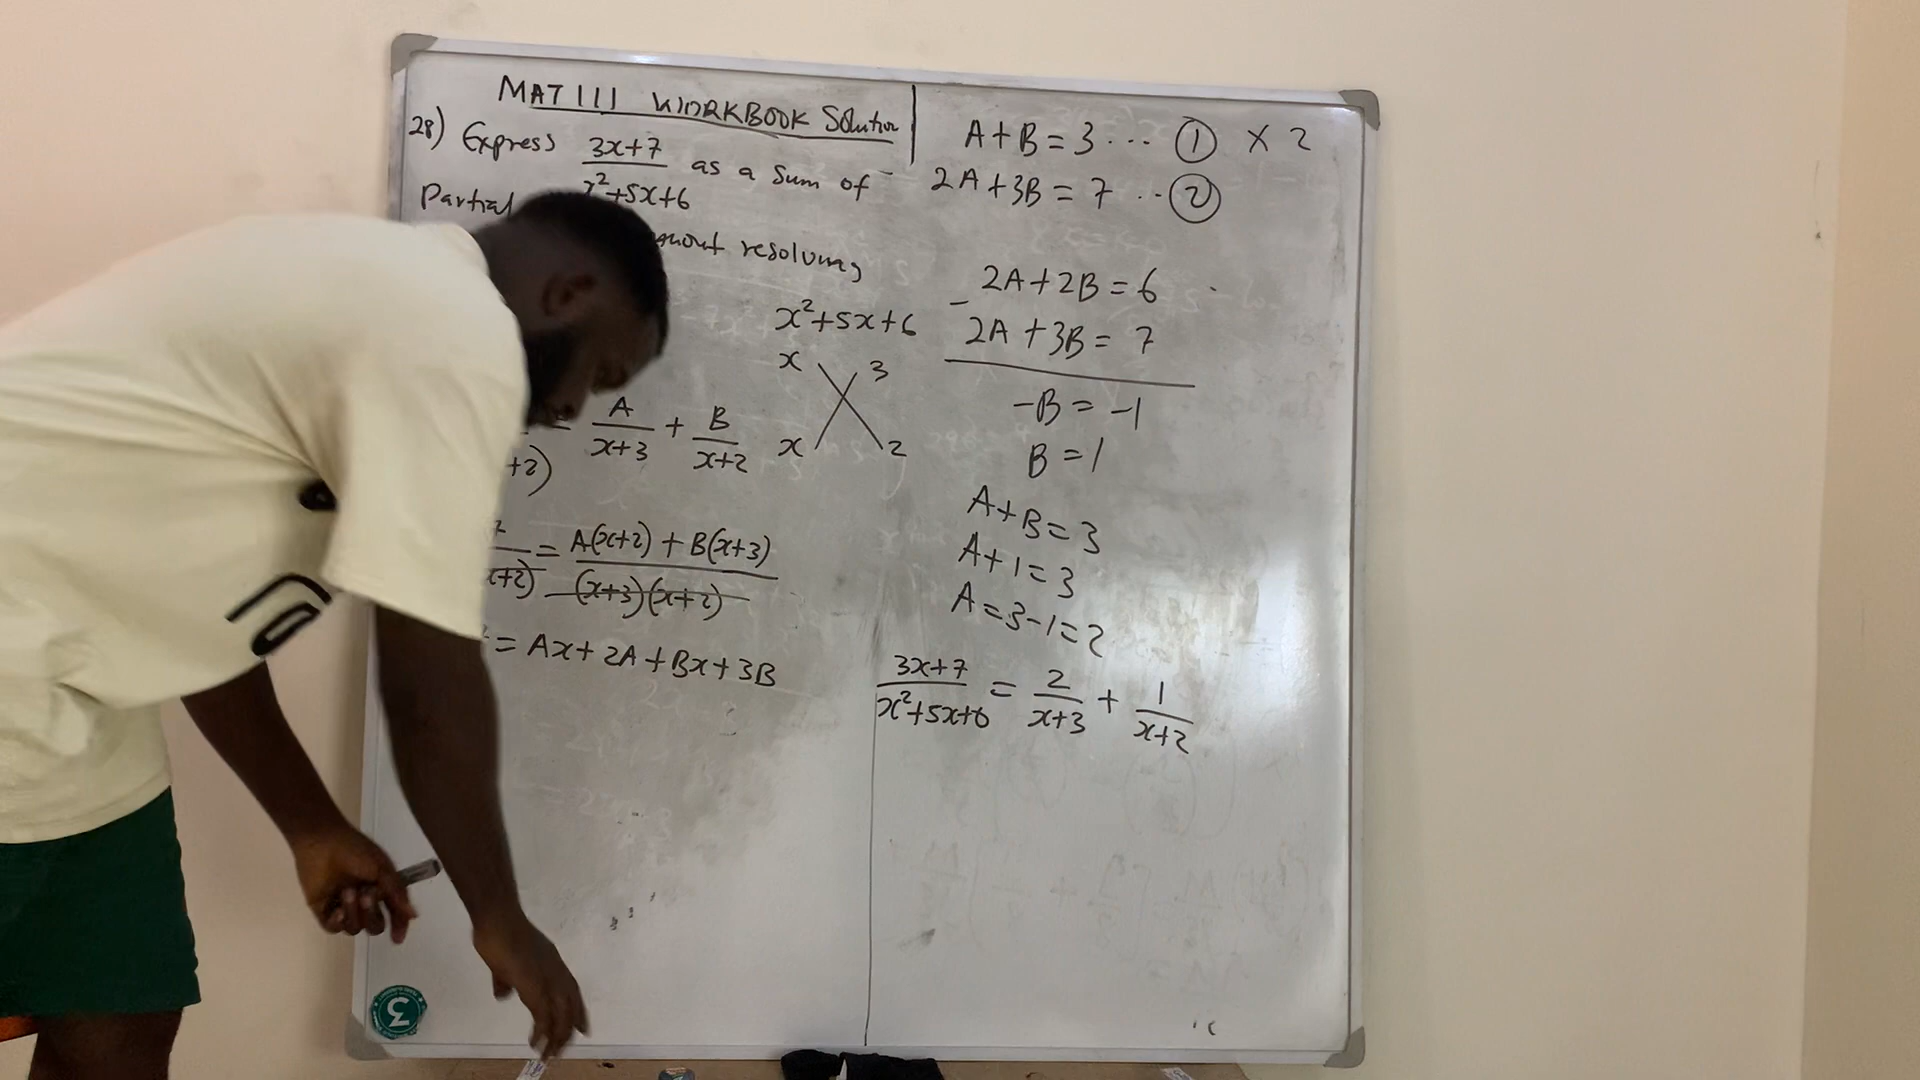 MAT 111 WORKBOOK Solution
28) Express 3x+7 / x²+5x+6 as a sum of
Partial
resolving
x²+5x+6
x 3
x 2
= A/x+3 + B/x+2
+2)
= A(x+2) + B(x+3)
x+2) (x+3)(x+2)
= Ax + 2A + Bx + 3B
A + B = 3 ... ① × 2
2A + 3B = 7 .. ②
2A + 2B = 6
- 2A + 3B = 7
-B = -1
B = 1
A + B = 3
A + 1 = 3
A = 3 - 1 = 2
3x+7 / x²+5x+6 = 2/x+3 + 1/x+2